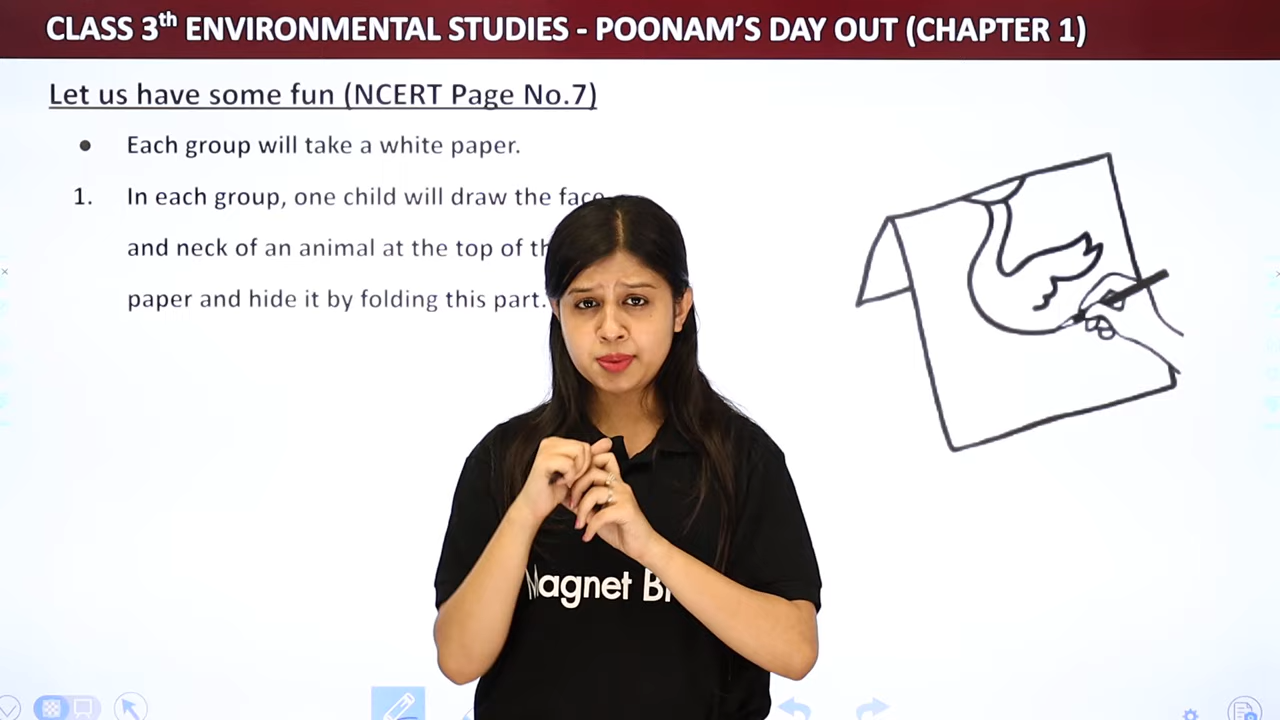 CLASS 3th ENVIRONMENTAL STUDIES - POONAM'S DAY OUT (CHAPTER 1)
Let us have some fun (NCERT Page No.7)
• Each group will take a white paper.
1. In each group, one child will draw the face
and neck of an animal at the top of
paper and hide it by folding this part.
Magnet